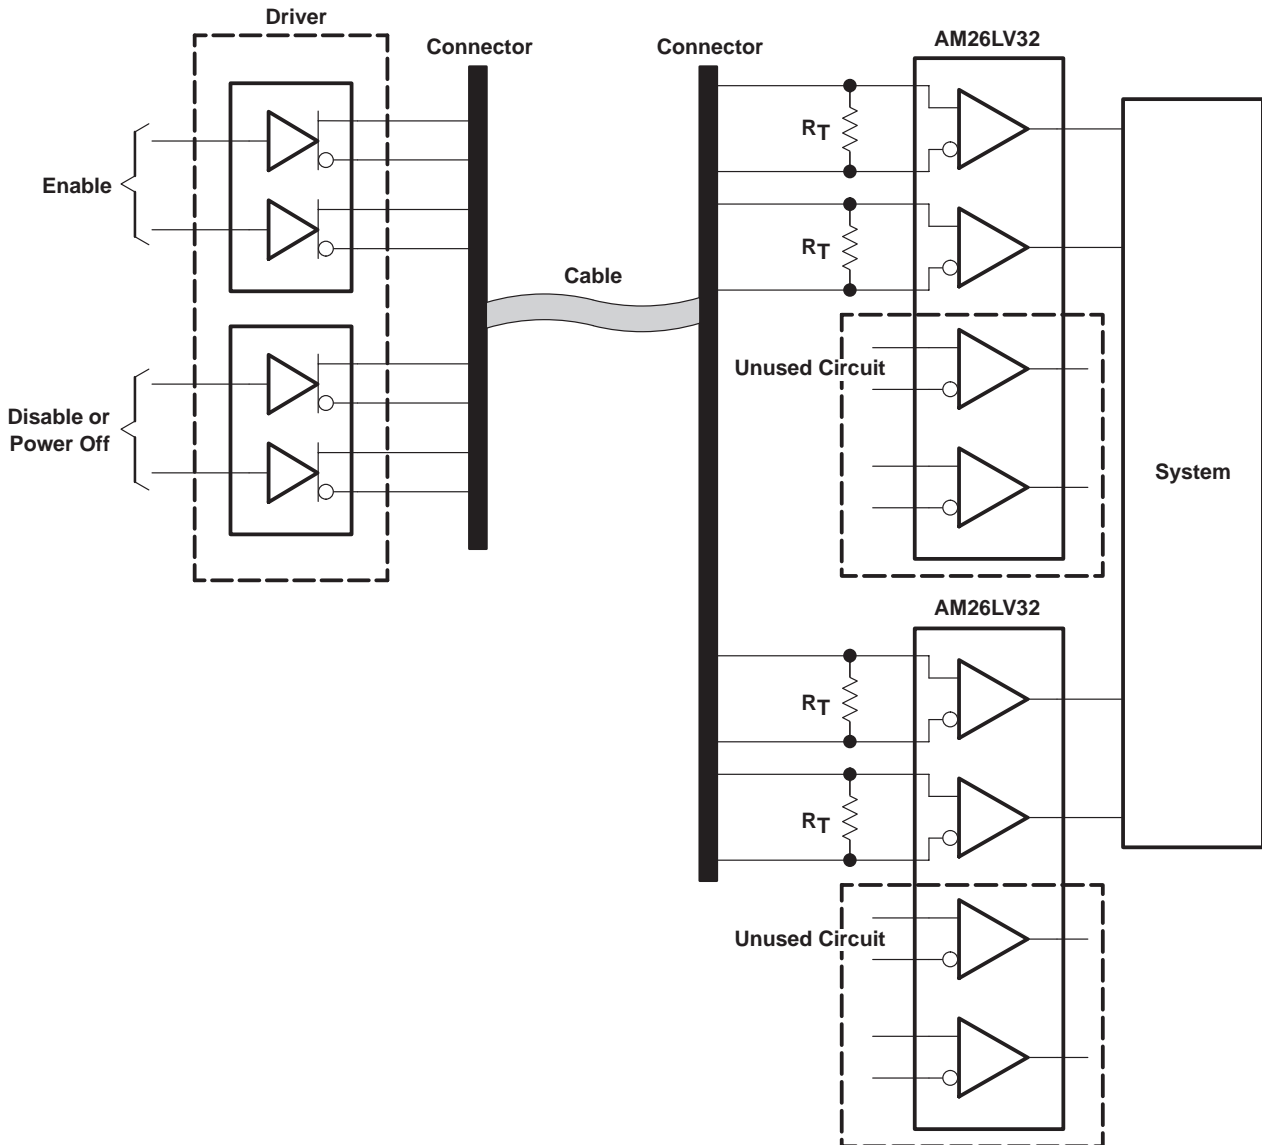 Driver
Connector
Connector
AM26LV32
Enable
Disable or
Power Off
Cable
RT
RT
Unused Circuit
System
AM26LV32
RT
RT
Unused Circuit